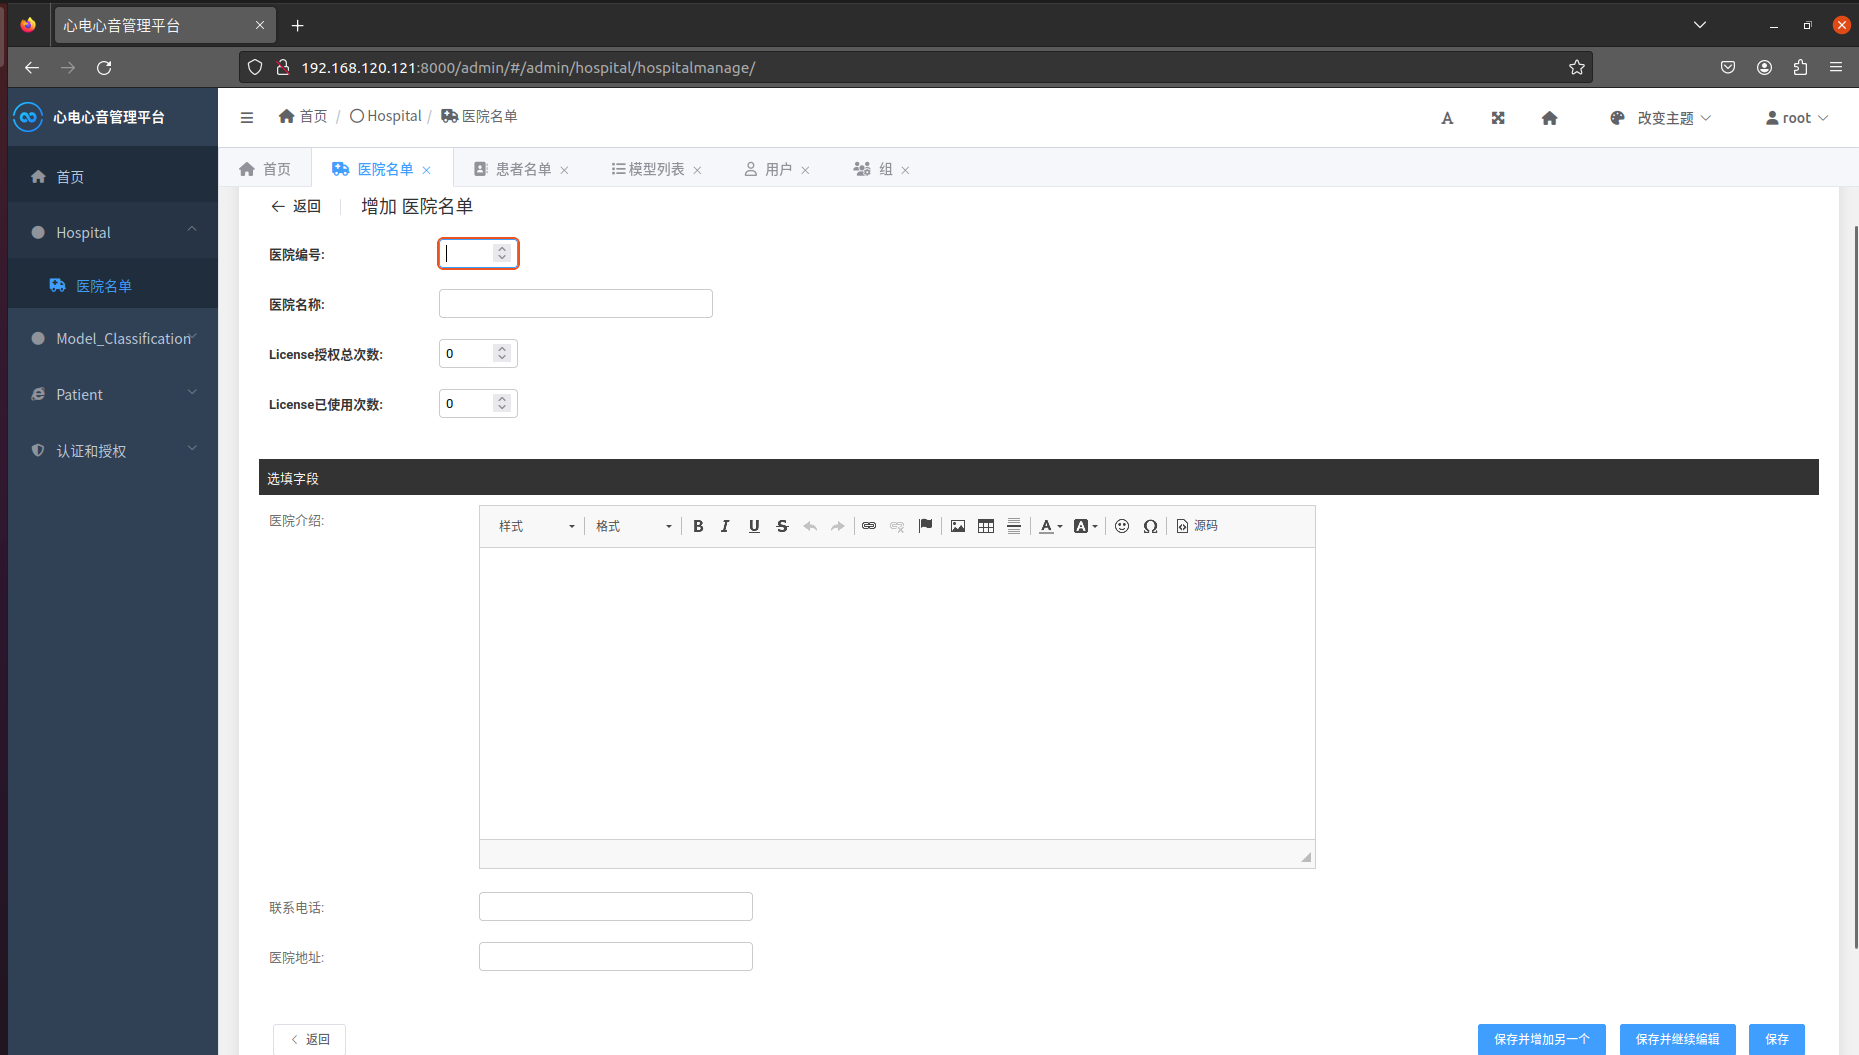 心电心音管理平台
192.168.120.121:8000/admin/#/admin/hospital/hospitalmanage/
心电心音管理平台
首页 / Hospital / 医院名单
A
改变主题
root
首页
医院名单
患者名单
模型列表
用户
组
首页
Hospital
医院名单
Model_Classification
Patient
认证和授权
返回
增加 医院名单
医院编号:
医院名称:
License授权总次数:
0
License已使用次数:
0
选填字段
医院介绍:
样式
格式
B I U S
A
A
Ω
源码
联系电话:
医院地址:
返回
保存并增加另一个
保存并继续编辑
保存